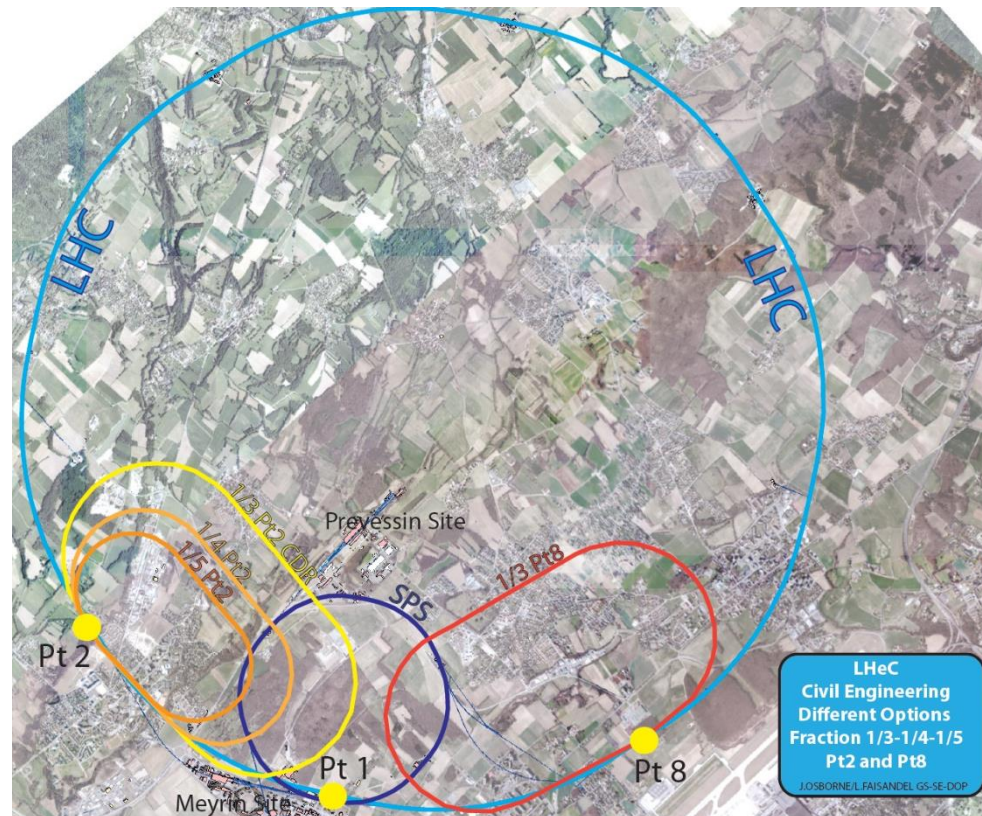 LHC
LHC
1/3 Pt2 CDR
1/4 Pt2
1/5 Pt2
Prevessin Site
SPS
1/3 Pt8
Pt 2
Pt 1
Pt 8
Meyrin Site
LHeC
Civil Engineering
Different Options
Fraction 1/3-1/4-1/5
Pt2 and Pt8
J.OSBORNE/L.FAISANDEL GS-SE-DOP